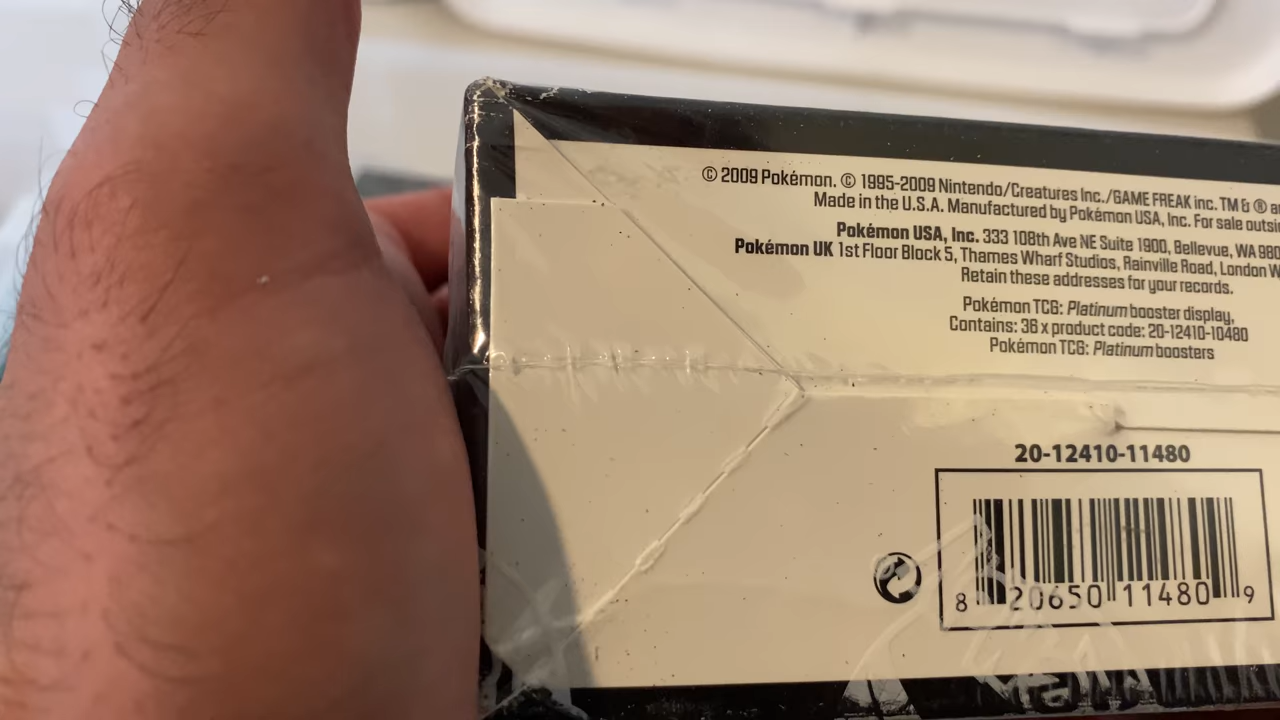 © 2009 Pokémon. © 1995-2009 Nintendo/Creatures Inc./GAME FREAK inc. TM & ®
Made in the U.S.A. Manufactured by Pokémon USA, Inc. For sale
Pokémon USA, Inc. 333 108th Ave NE Suite 1900, Bellevue, WA
Pokémon UK 1st Floor Block 5, Thames Wharf Studios, Rainville Road, London
Retain these addresses for your records.
Pokémon TCG: Platinum booster display,
Contains: 36 x product code: 20-12410-10480
Pokémon TCG: Platinum boosters
20-12410-11480
8 20650 11480 9